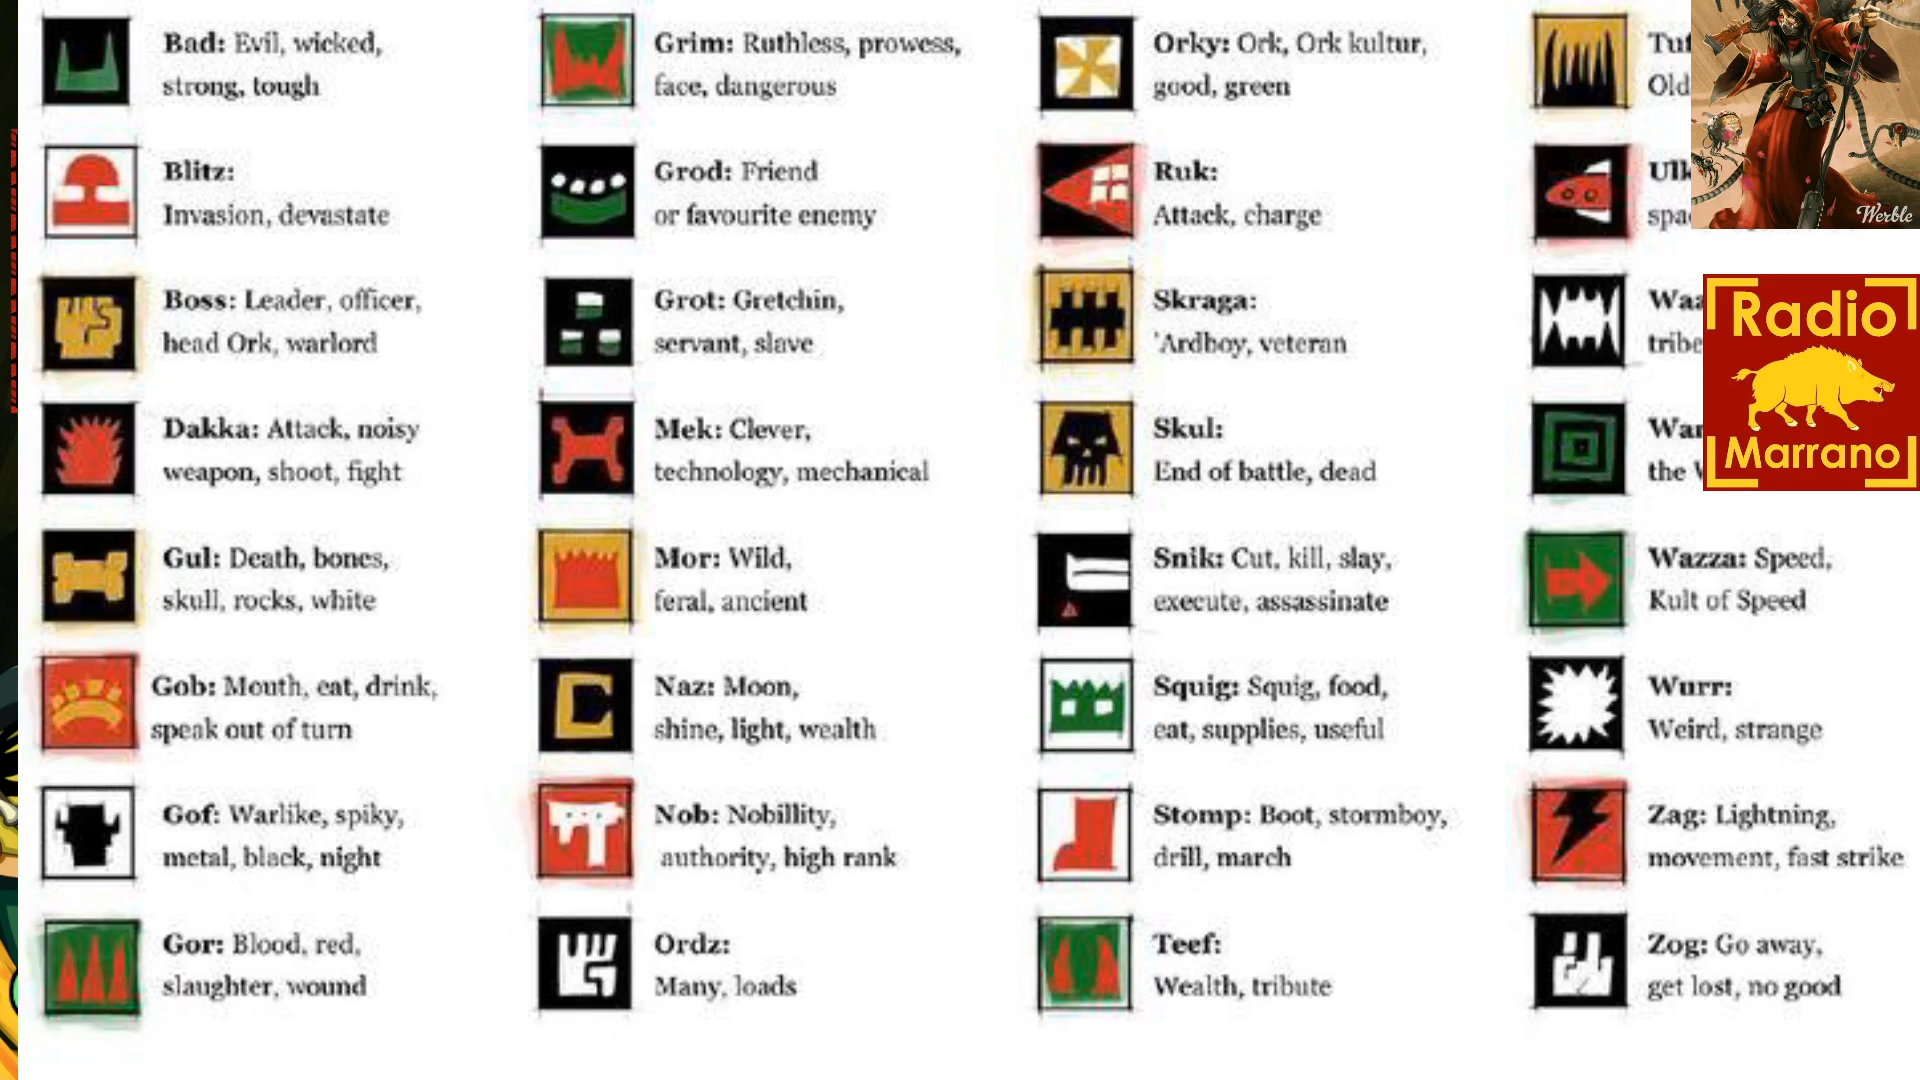 Bad: Evil, wicked,
strong, tough
Blitz:
Invasion, devastate
Boss: Leader, officer,
head Ork, warlord
Dakka: Attack, noisy
weapon, shoot, fight
Gul: Death, bones,
skull, rocks, white
Gob: Mouth, eat, drink,
speak out of turn
Gof: Warlike, spiky,
metal, black, night
Gor: Blood, red,
slaughter, wound
Grim: Ruthless, prowess,
face, dangerous
Grod: Friend
or favourite enemy
Grot: Gretchin,
servant, slave
Mek: Clever,
technology, mechanical
Mor: Wild,
feral, ancient
Naz: Moon,
shine, light, wealth
Nob: Nobillity,
authority, high rank
Ordz:
Many, loads
Orky: Ork, Ork kultur,
good, green
Ruk:
Attack, charge
Skraga:
'Ardboy, veteran
Skul:
End of battle, dead
Snik: Cut, kill, slay,
execute, assassinate
Squig: Squig, food,
eat, supplies, useful
Stomp: Boot, stormboy,
drill, march
Teef:
Wealth, tribute
Old
tribe
the
Wazza: Speed,
Kult of Speed
Wurr:
Weird, strange
Zag: Lightning,
movement, fast strike
Zog: Go away,
get lost, no good
Werble
Radio
Marrano